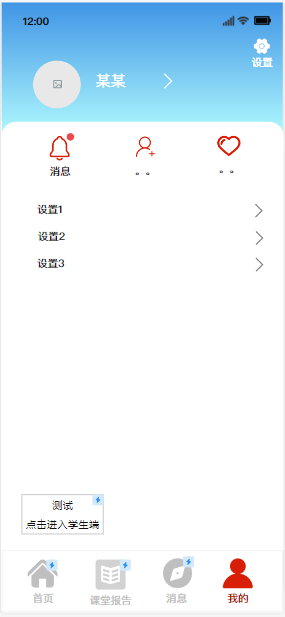 12:00
设置
某某
消息
。。
。。
设置1
设置2
设置3
测试
点击进入学生端
首页
课堂报告
消息
我的